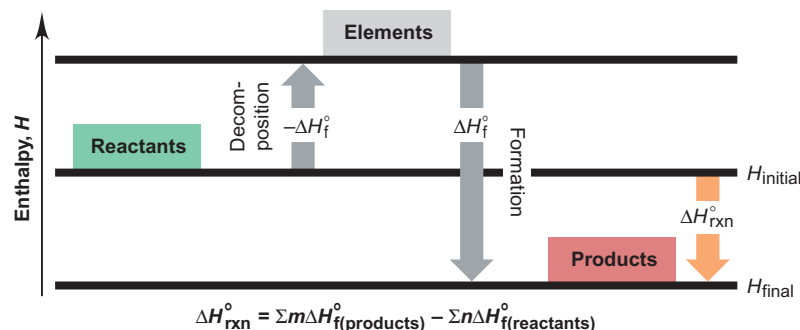 Elements
Enthalpy, H
Decom-
position
−ΔH°f
ΔH°f
Formation
Reactants
Hinitial
ΔH°rxn
Products
Hfinal
ΔH°rxn = ΣmΔH°f(products) − ΣnΔH°f(reactants)